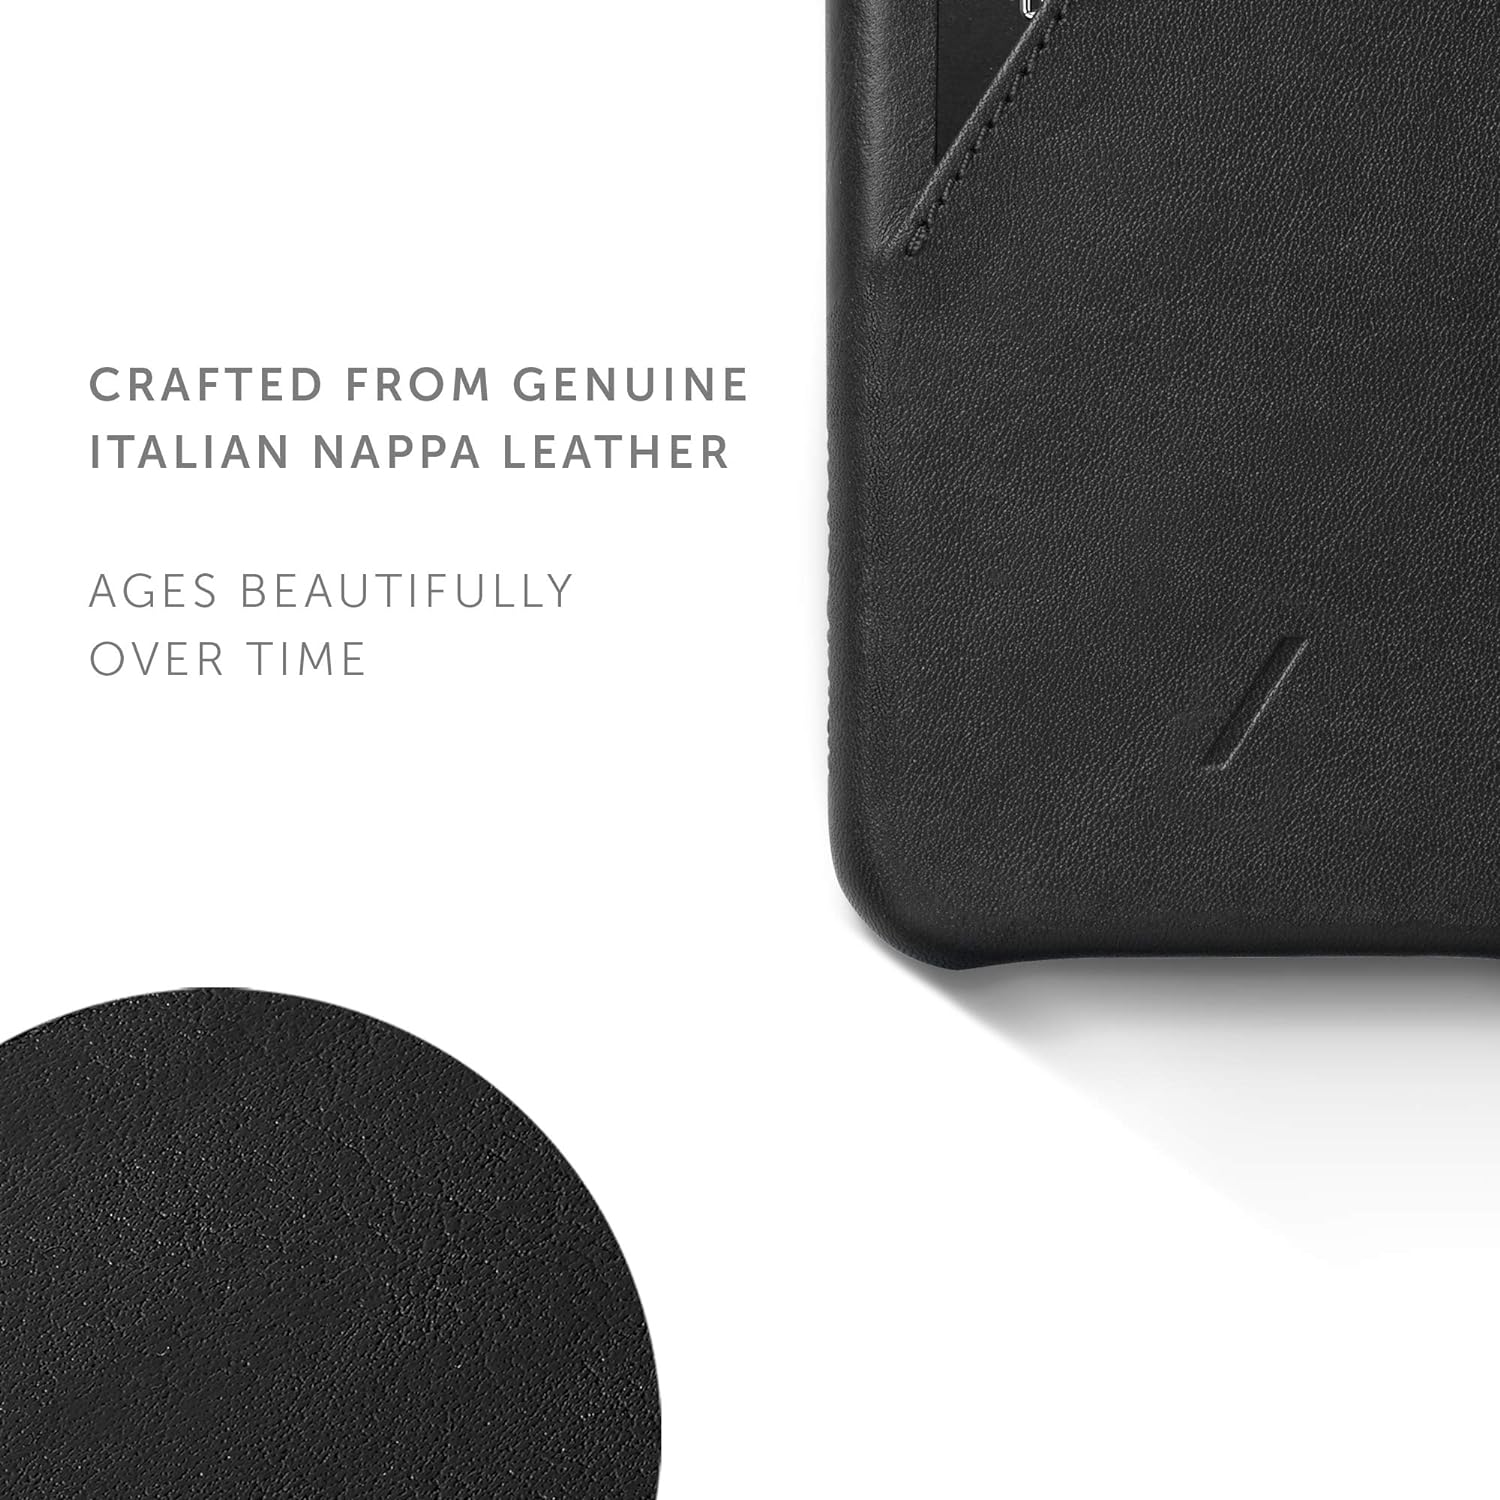 CRAFTED FROM GENUINE
ITALIAN NAPPA LEATHER
AGES BEAUTIFULLY
OVER TIME